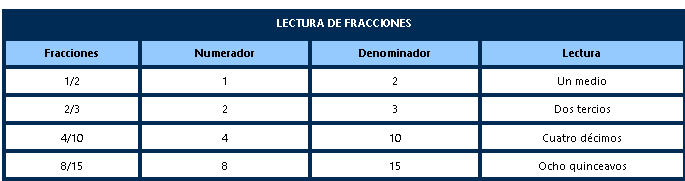 LECTURA DE FRACCIONES
Fracciones Numerador Denominador Lectura
1/2 1 2 Un medio
2/3 2 3 Dos tercios
4/10 4 10 Cuatro décimos
8/15 8 15 Ocho quinceavos